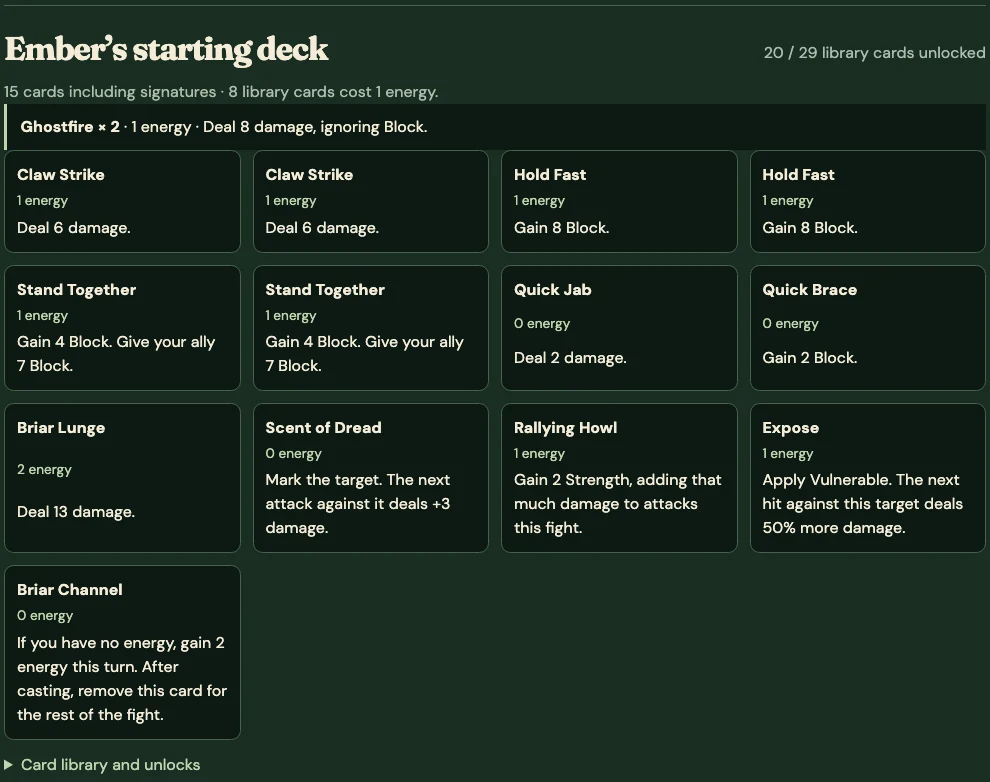 Ember’s starting deck
20 / 29 library cards unlocked
15 cards including signatures · 8 library cards cost 1 energy.
Ghostfire × 2 · 1 energy · Deal 8 damage, ignoring Block.
Claw Strike
1 energy
Deal 6 damage.
Claw Strike
1 energy
Deal 6 damage.
Hold Fast
1 energy
Gain 8 Block.
Hold Fast
1 energy
Gain 8 Block.
Stand Together
1 energy
Gain 4 Block. Give your ally
7 Block.
Stand Together
1 energy
Gain 4 Block. Give your ally
7 Block.
Quick Jab
0 energy
Deal 2 damage.
Quick Brace
0 energy
Gain 2 Block.
Briar Lunge
2 energy
Deal 13 damage.
Scent of Dread
0 energy
Mark the target. The next
attack against it deals +3
damage.
Rallying Howl
1 energy
Gain 2 Strength, adding that
much damage to attacks
this fight.
Expose
1 energy
Apply Vulnerable. The next
hit against this target deals
50% more damage.
Briar Channel
0 energy
If you have no energy, gain 2
energy this turn. After
casting, remove this card for
the rest of the fight.
Card library and unlocks